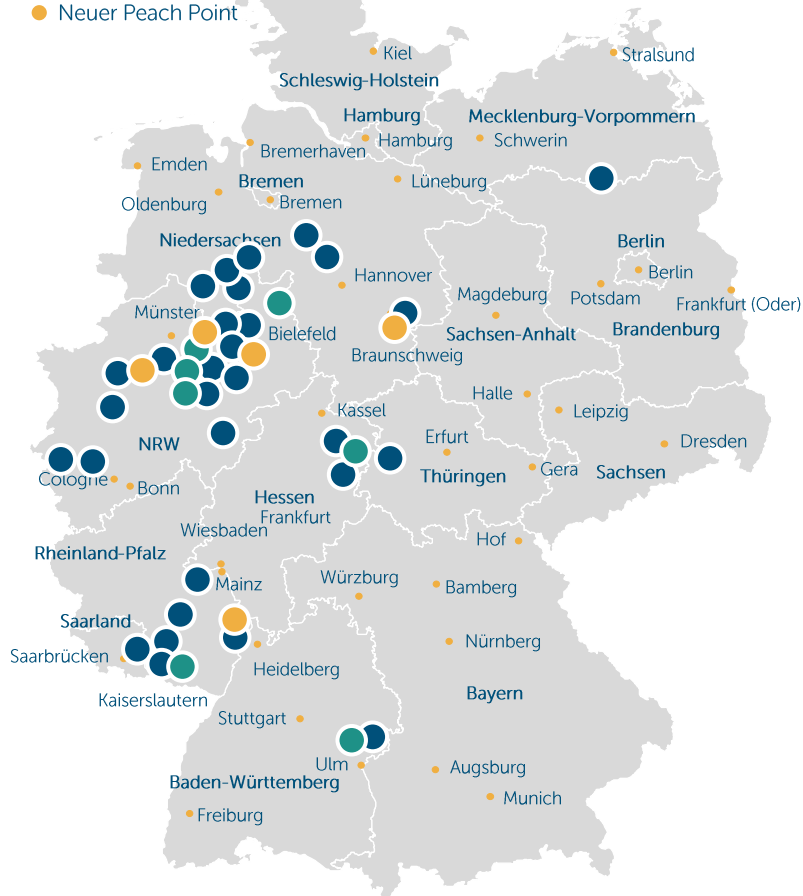 Neuer Peach Point
Kiel
Stralsund
Schleswig-Holstein
Hamburg
Mecklenburg-Vorpommern
Hamburg
Schwerin
Bremerhaven
Emden
Bremen
Lüneburg
Oldenburg
Bremen
Niedersachsen
Berlin
Hannover
Berlin
Magdeburg
Potsdam
Frankfurt (Oder)
Münster
Bielefeld
Sachsen-Anhalt
Brandenburg
Braunschweig
Halle
Kassel
Leipzig
Erfurt
Dresden
NRW
Gera
Sachsen
Thüringen
Cologne
Bonn
Hessen
Frankfurt
Wiesbaden
Hof
Rheinland-Pfalz
Mainz
Würzburg
Bamberg
Saarland
Nürnberg
Saarbrücken
Heidelberg
Bayern
Kaiserslautern
Stuttgart
Ulm
Augsburg
Baden-Württemberg
Munich
Freiburg